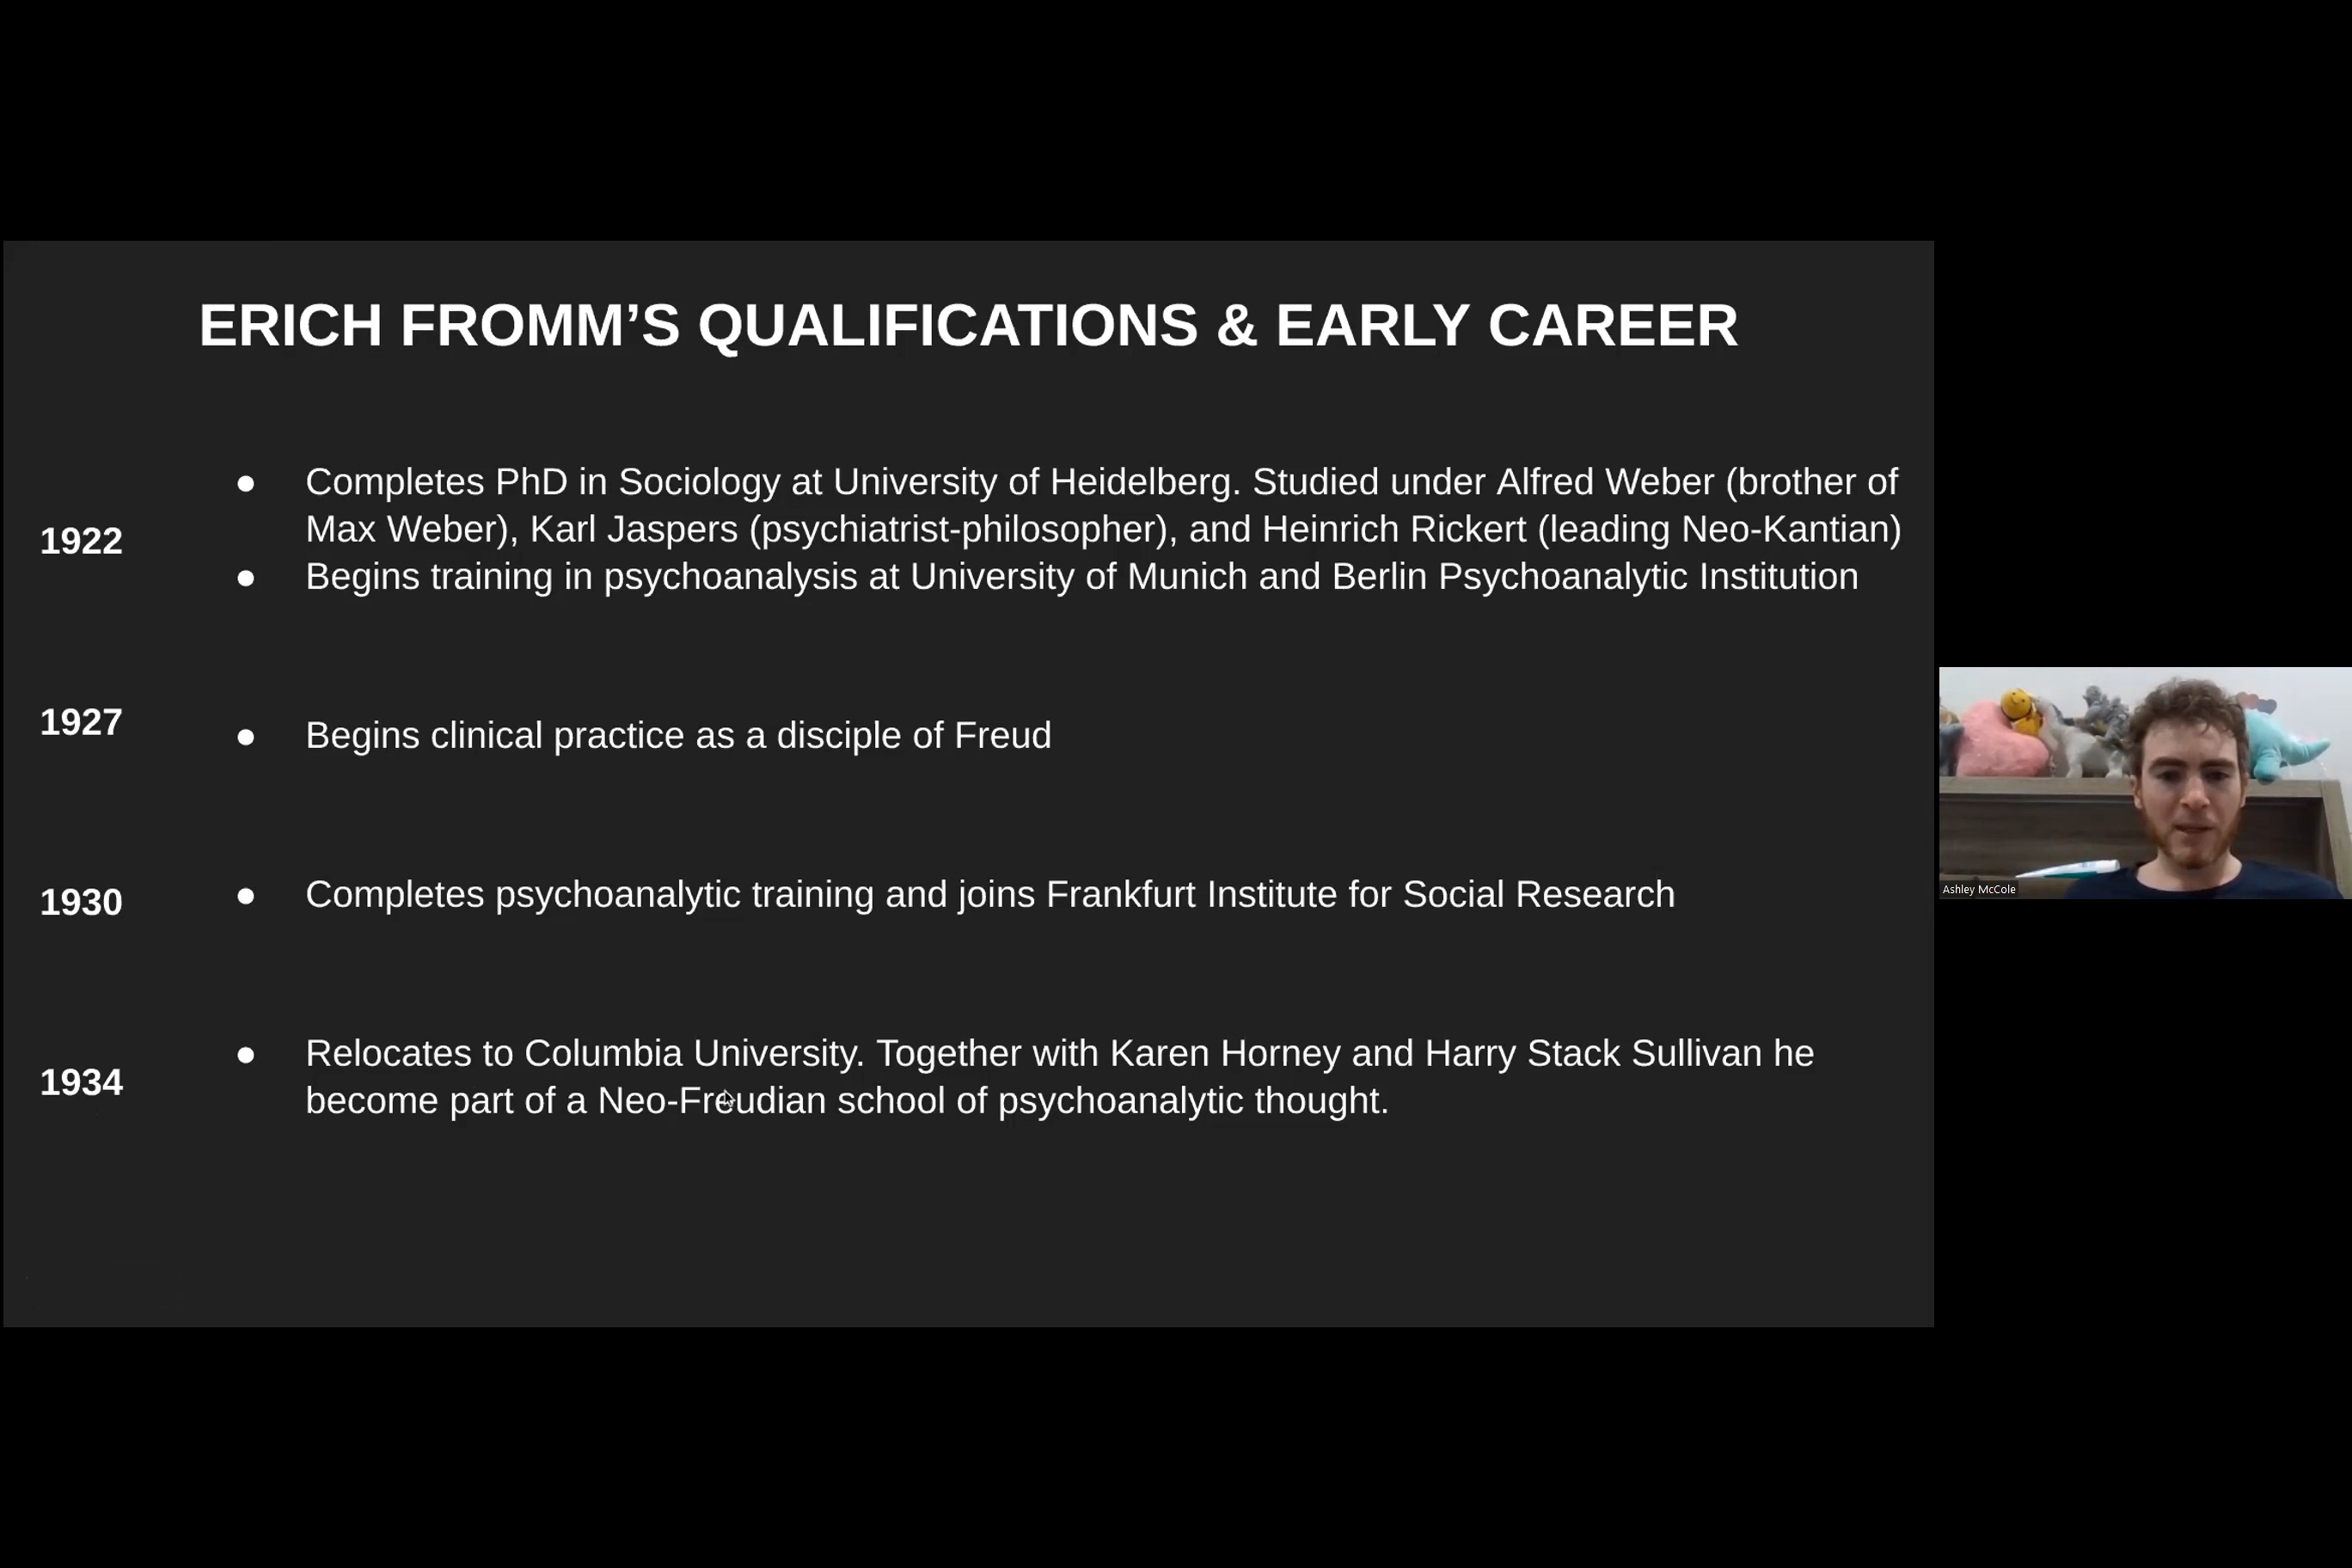 ERICH FROMM’S QUALIFICATIONS & EARLY CAREER
1922
● Completes PhD in Sociology at University of Heidelberg. Studied under Alfred Weber (brother of
Max Weber), Karl Jaspers (psychiatrist-philosopher), and Heinrich Rickert (leading Neo-Kantian)
● Begins training in psychoanalysis at University of Munich and Berlin Psychoanalytic Institution
1927
● Begins clinical practice as a disciple of Freud
1930
● Completes psychoanalytic training and joins Frankfurt Institute for Social Research
1934
● Relocates to Columbia University. Together with Karen Horney and Harry Stack Sullivan he
become part of a Neo-Freudian school of psychoanalytic thought.
Ashley McCole